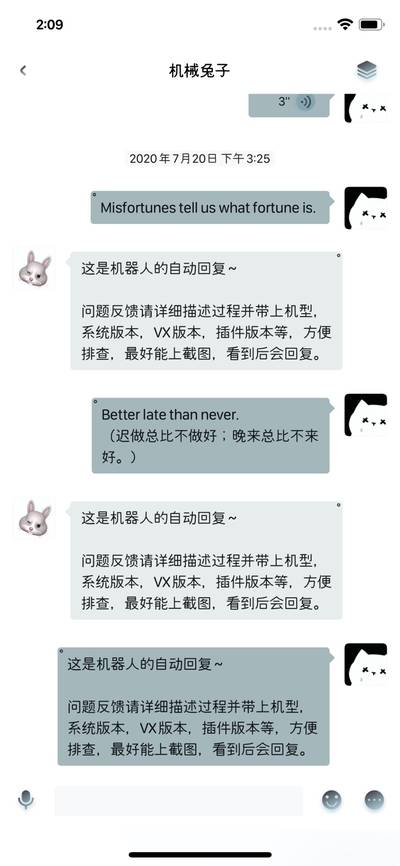 2:09
机械兔子
3"
2020年7月20日 下午 3:25
Misfortunes tell us what fortune is.
这是机器人的自动回复~
问题反馈请详细描述过程并带上机型，
系统版本，VX版本，插件版本等，方便
排查，最好能上截图，看到后会回复。
Better late than never.
（迟做总比不做好；晚来总比不来
好。）
这是机器人的自动回复~
问题反馈请详细描述过程并带上机型，
系统版本，VX版本，插件版本等，方便
排查，最好能上截图，看到后会回复。
这是机器人的自动回复~
问题反馈请详细描述过程并带上机型，
系统版本，VX版本，插件版本等，方便
排查，最好能上截图，看到后会回复。